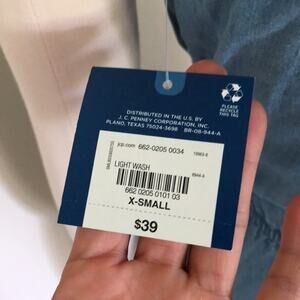 PLEASE
RECYCLE
THIS TAG
DISTRIBUTED IN THE U.S. BY
J. C. PENNEY CORPORATION, INC.
PLANO, TEXAS 75024-3698 BR-08-944-A
jcp.com 662-0205 0034
LIGHT WASH
8944-A
662 0205 0101 03
X-SMALL
$39